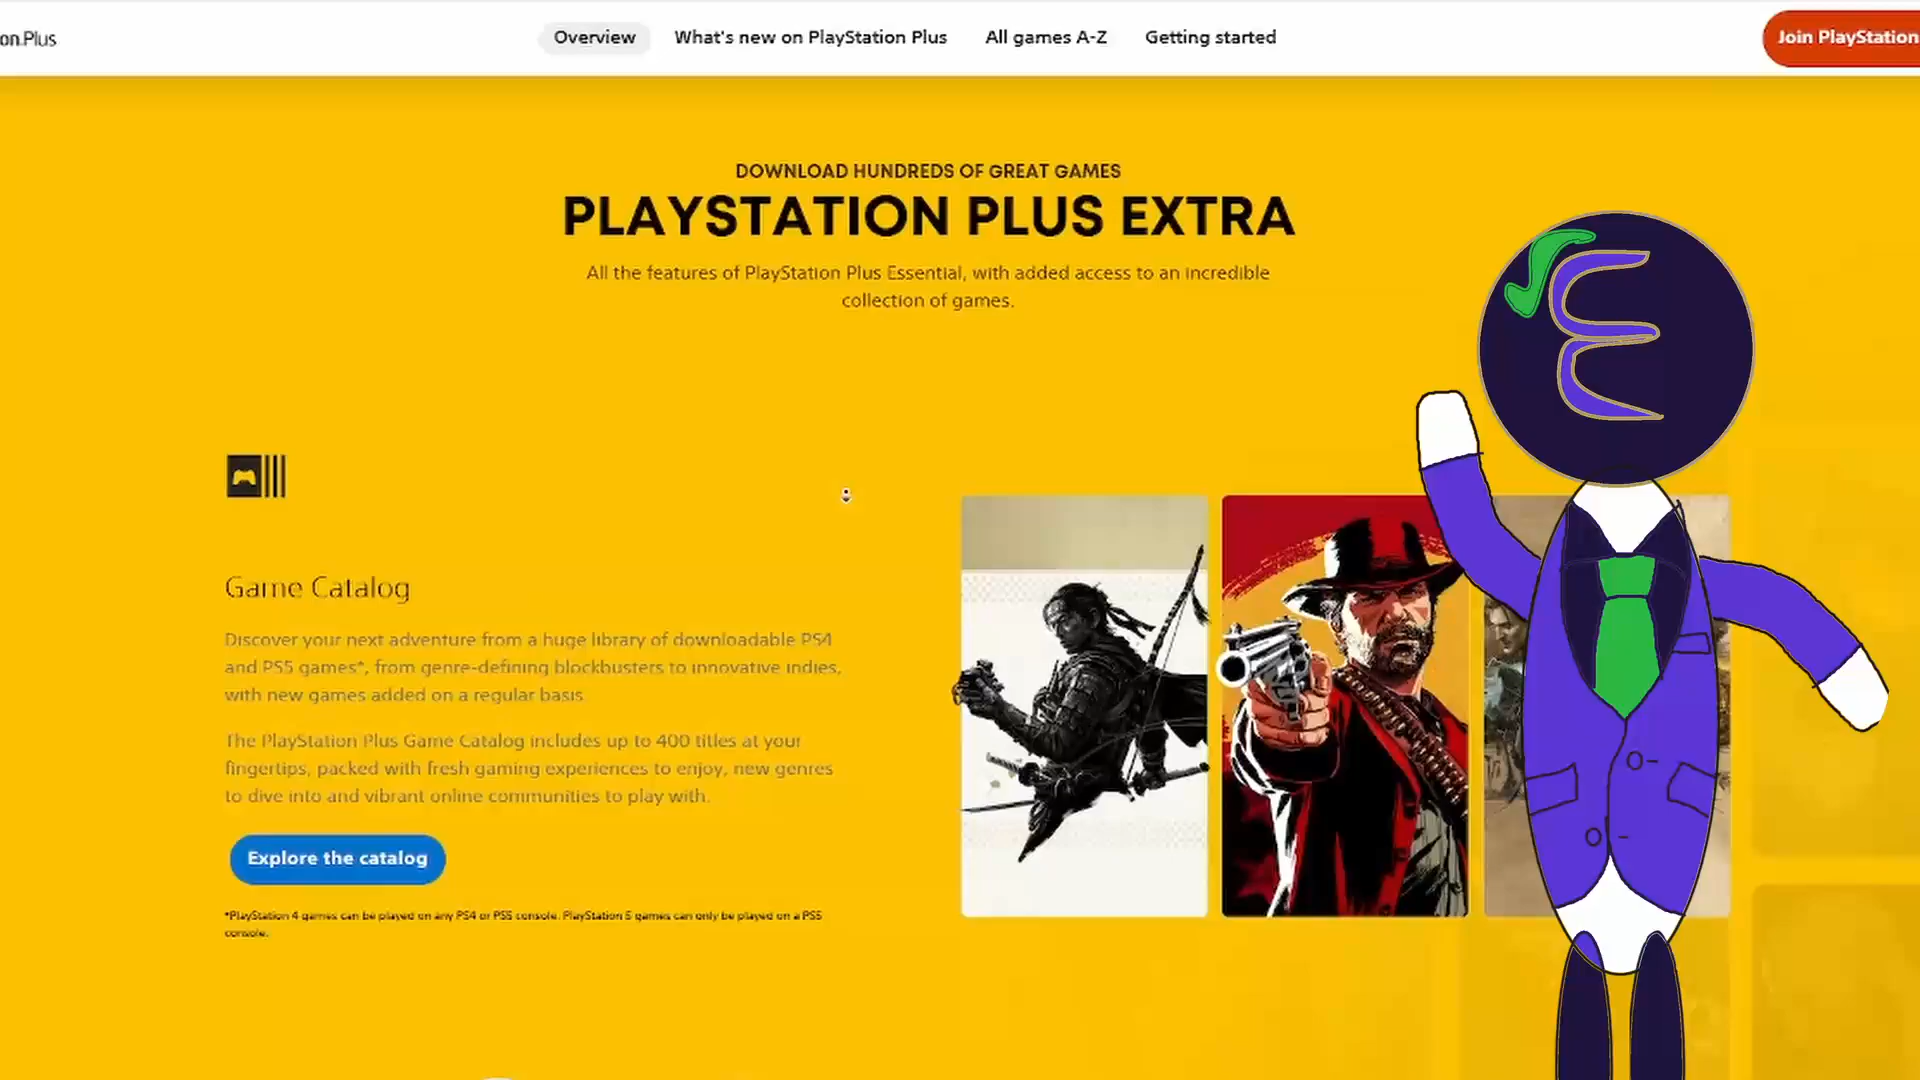 on.Plus
Overview
What's new on PlayStation Plus
All games A-Z
Getting started
Join PlayStation
DOWNLOAD HUNDREDS OF GREAT GAMES
PLAYSTATION PLUS EXTRA
All the features of PlayStation Plus Essential, with added access to an incredible
collection of games.
Game Catalog
Discover your next adventure from a huge library of downloadable PS4
and PS5 games*, from genre-defining blockbusters to innovative indies,
with new games added on a regular basis.
The PlayStation Plus Game Catalog includes up to 400 titles at your
fingertips, packed with fresh gaming experiences to enjoy, new genres
to dive into and vibrant online communities to play with.
Explore the catalog
*PlayStation 4 games can be played on any PS4 or PS5 console. PlayStation 5 games can only be played on a PS5
console.